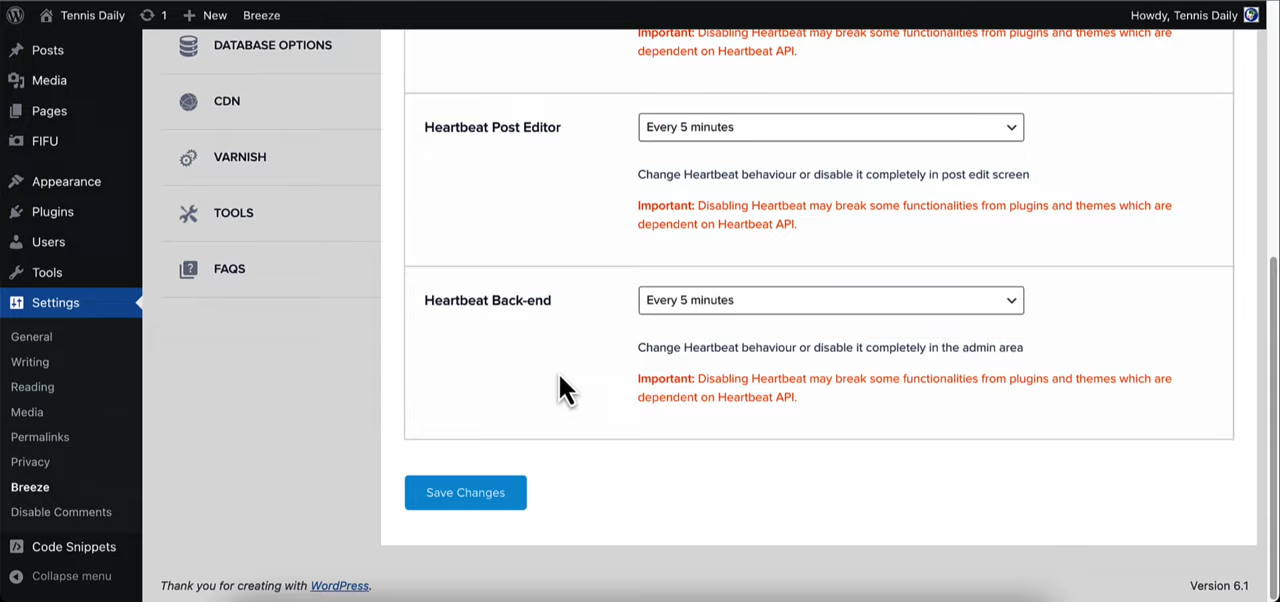 Tennis Daily
1
New
Breeze
Howdy, Tennis Daily
Posts
Media
Pages
FIFU
Appearance
Plugins
Users
Tools
Settings
General
Writing
Reading
Media
Permalinks
Privacy
Breeze
Disable Comments
Code Snippets
Collapse menu
DATABASE OPTIONS
CDN
VARNISH
TOOLS
FAQS
Important: Disabling Heartbeat may break some functionalities from plugins and themes which are
dependent on Heartbeat API.
Heartbeat Post Editor
Every 5 minutes
Change Heartbeat behaviour or disable it completely in post edit screen
Important: Disabling Heartbeat may break some functionalities from plugins and themes which are
dependent on Heartbeat API.
Heartbeat Back-end
Every 5 minutes
Change Heartbeat behaviour or disable it completely in the admin area
Important: Disabling Heartbeat may break some functionalities from plugins and themes which are
dependent on Heartbeat API.
Save Changes
Thank you for creating with WordPress.
Version 6.1